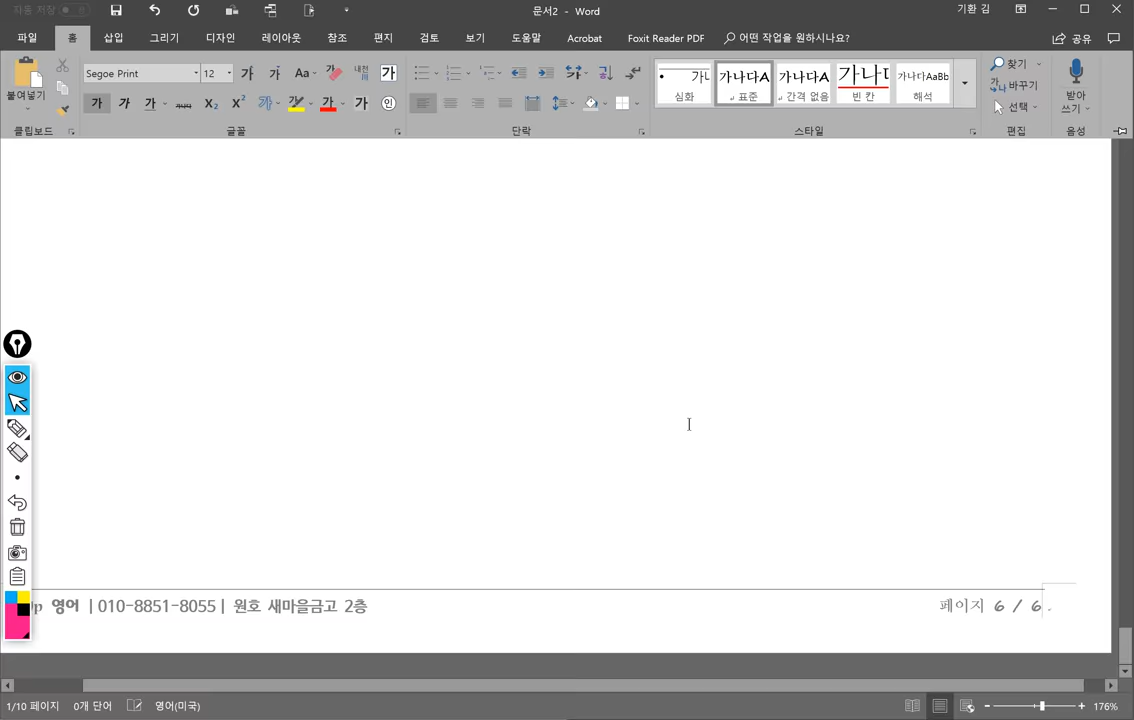 자동 저장
문서2 - Word
기환 김
파일 홈 삽입 그리기 디자인 레이아웃 참조 편지 검토 보기 도움말 Acrobat Foxit Reader PDF 어떤 작업을 원하시나요? 공유
붙여넣기
클립보드
Segoe Print 12 가 가 Aa 내천 가
가 가 가 가나다 X₂ X² 가 가 가 인
글꼴
단락
가나 가나다A 가나다A 가나다 가나다AaBb
심화 표준 간격 없음 빈 칸 해석
스타일
찾기
바꾸기
선택
편집
받아쓰기
음성
영어 | 010-8851-8055 | 원호 새마을금고 2층
페이지 6 / 6
1/10 페이지 0개 단어 영어(미국) 176%